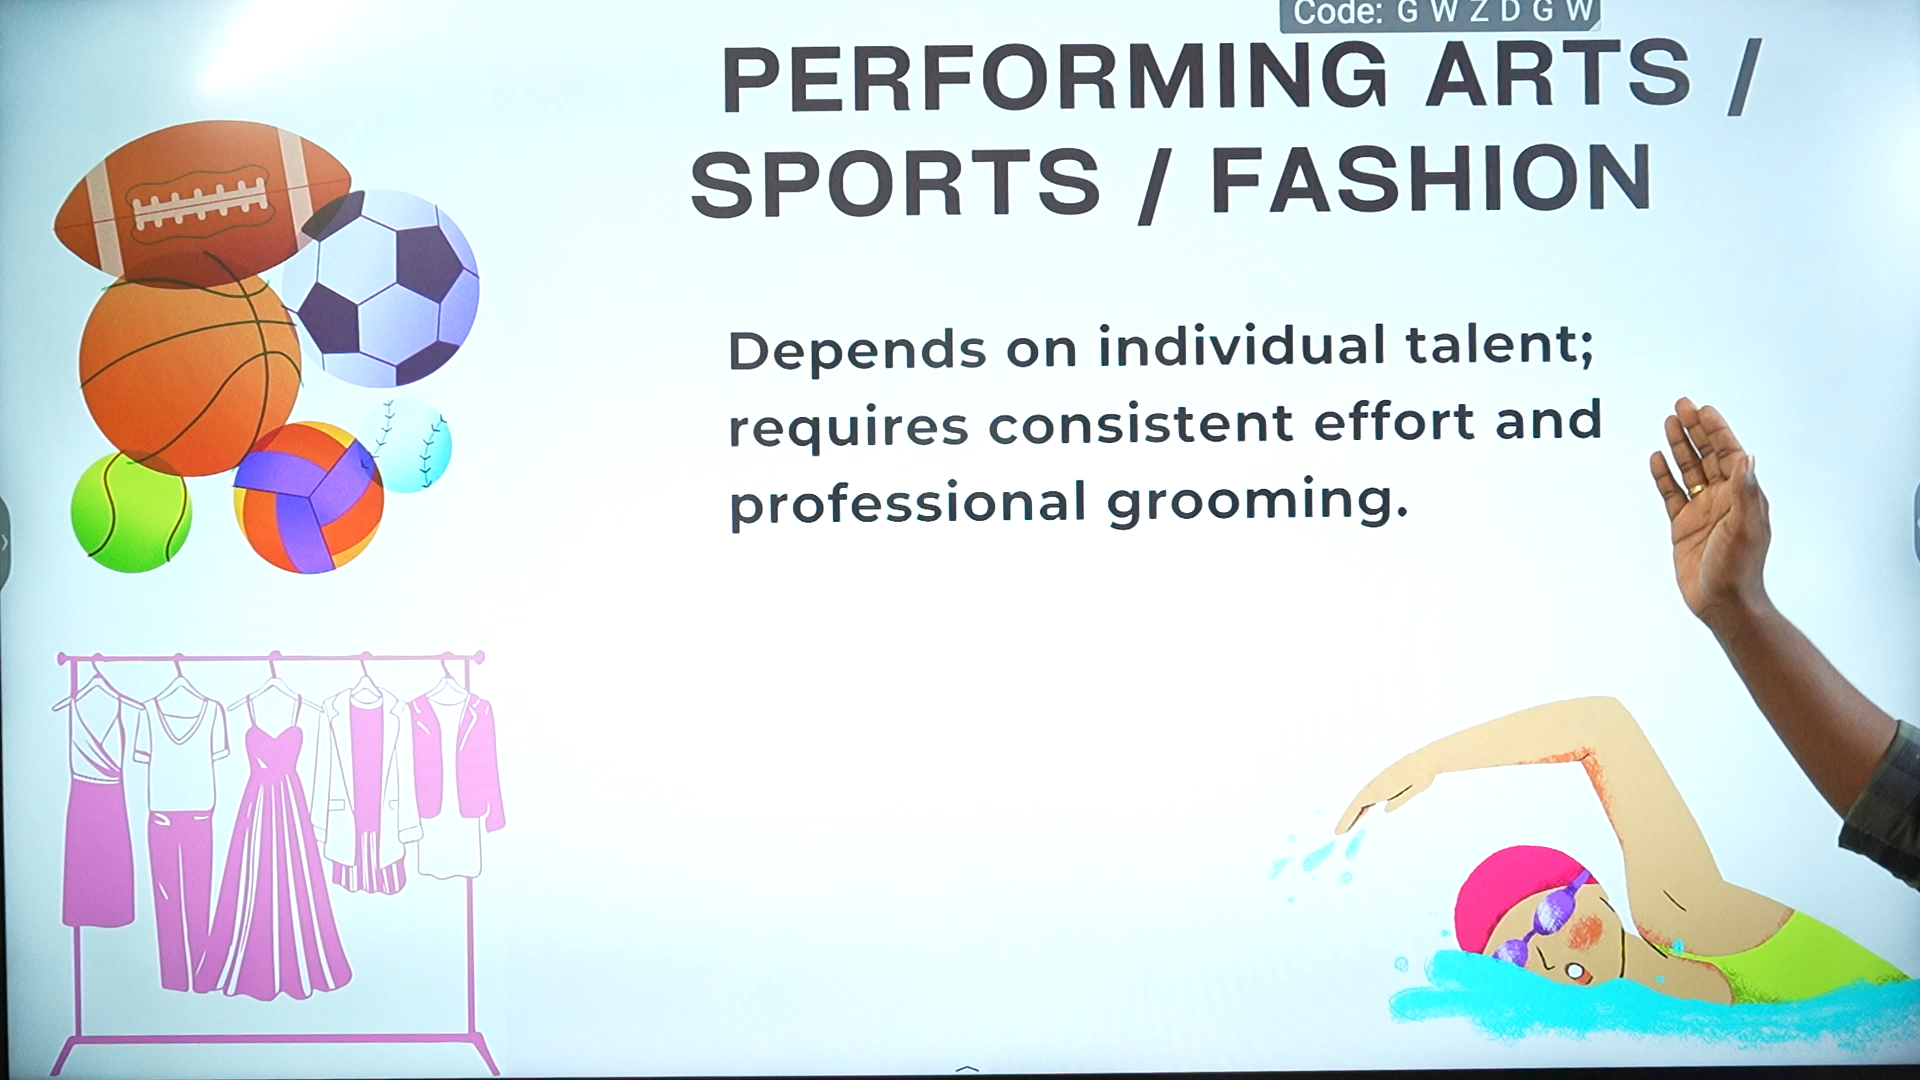 Code: G W Z D G W
PERFORMING ARTS /
SPORTS / FASHION
Depends on individual talent;
requires consistent effort and
professional grooming.